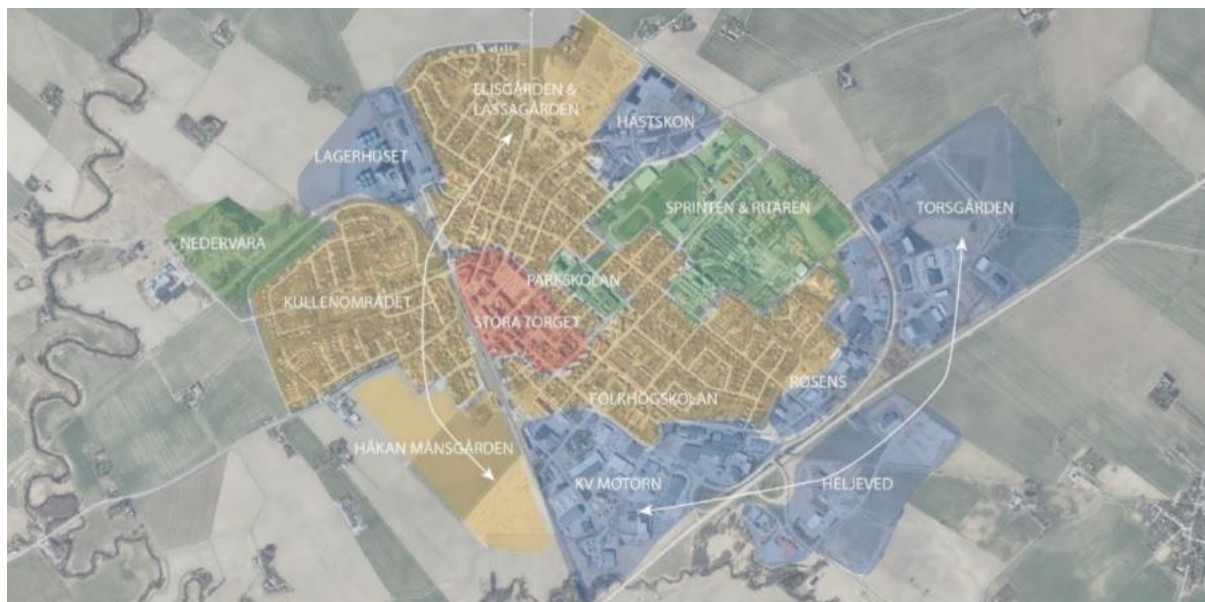 ELISGÅRDEN &
LASSAGÅRDEN
HÄSTSKON
LAGERHUSET
SPRINTEN & RITAREN
TORSGÅRDEN
NEDERVARA
PARKSKOLAN
KULLENOMRÅDET
STORA TORGET
ROSENS
FOLKHÖGSKOLAN
HÅKAN MÅNSGÅRDEN
KV MOTORN
HELJEVED